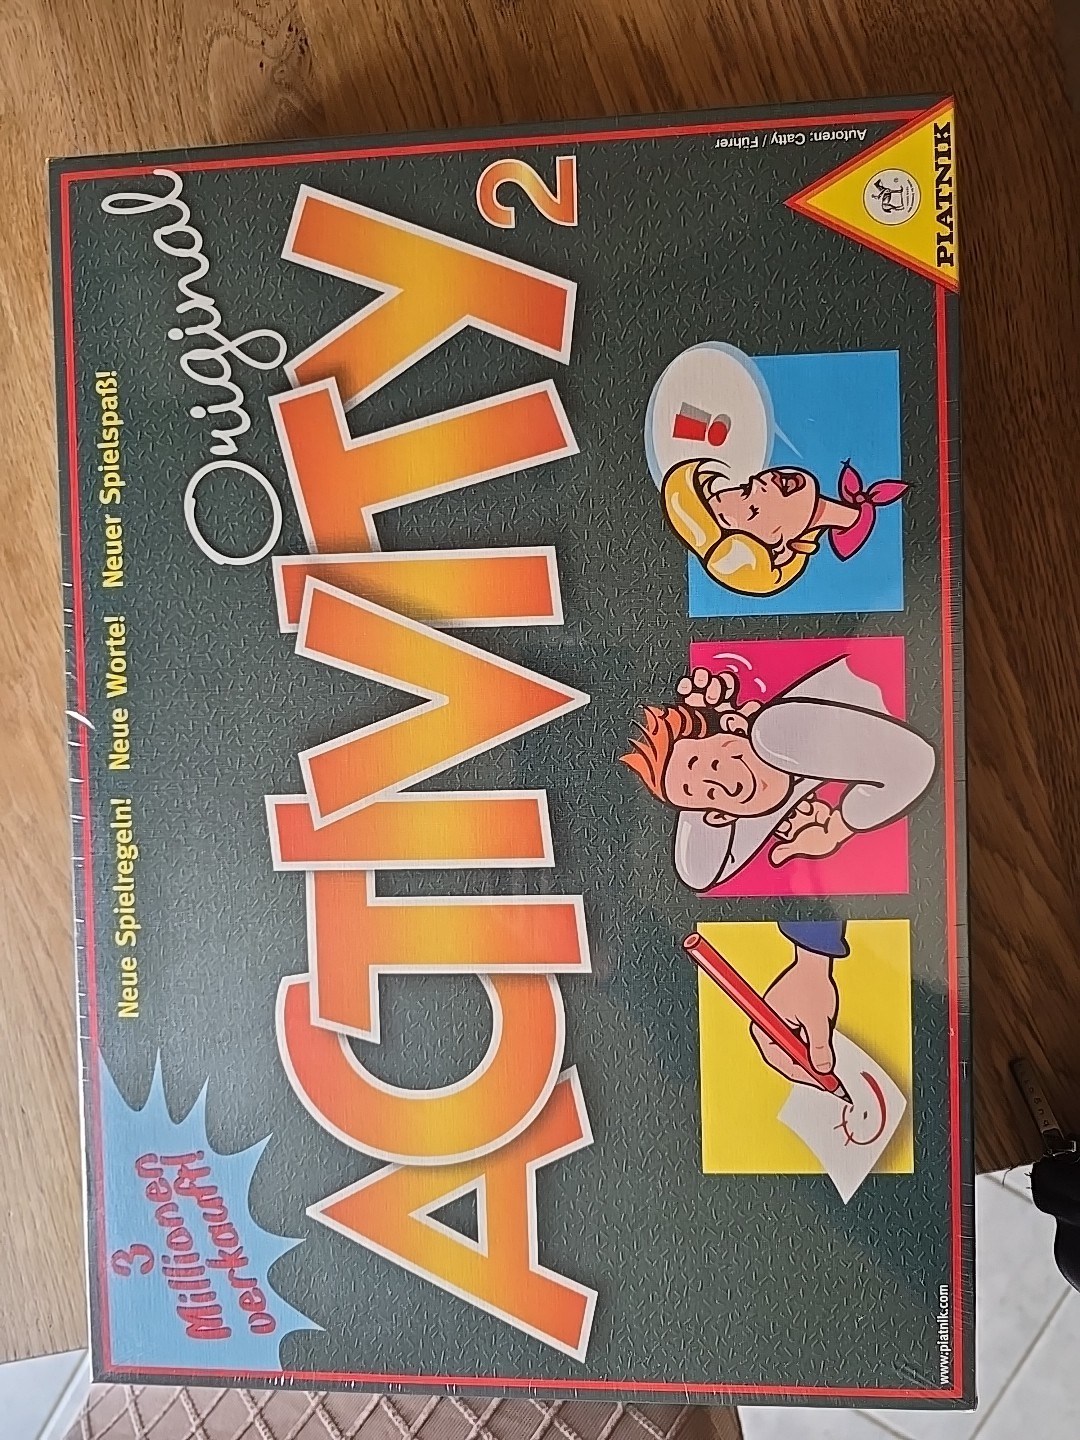 Neue Spielregeln! Neue Worte! Neuer Spielspaß!
3
Millionen
verkauft!
Original
ACTIVITY
2
www.piatnik.com
Autoren: Catty / Führer
PIATNIK